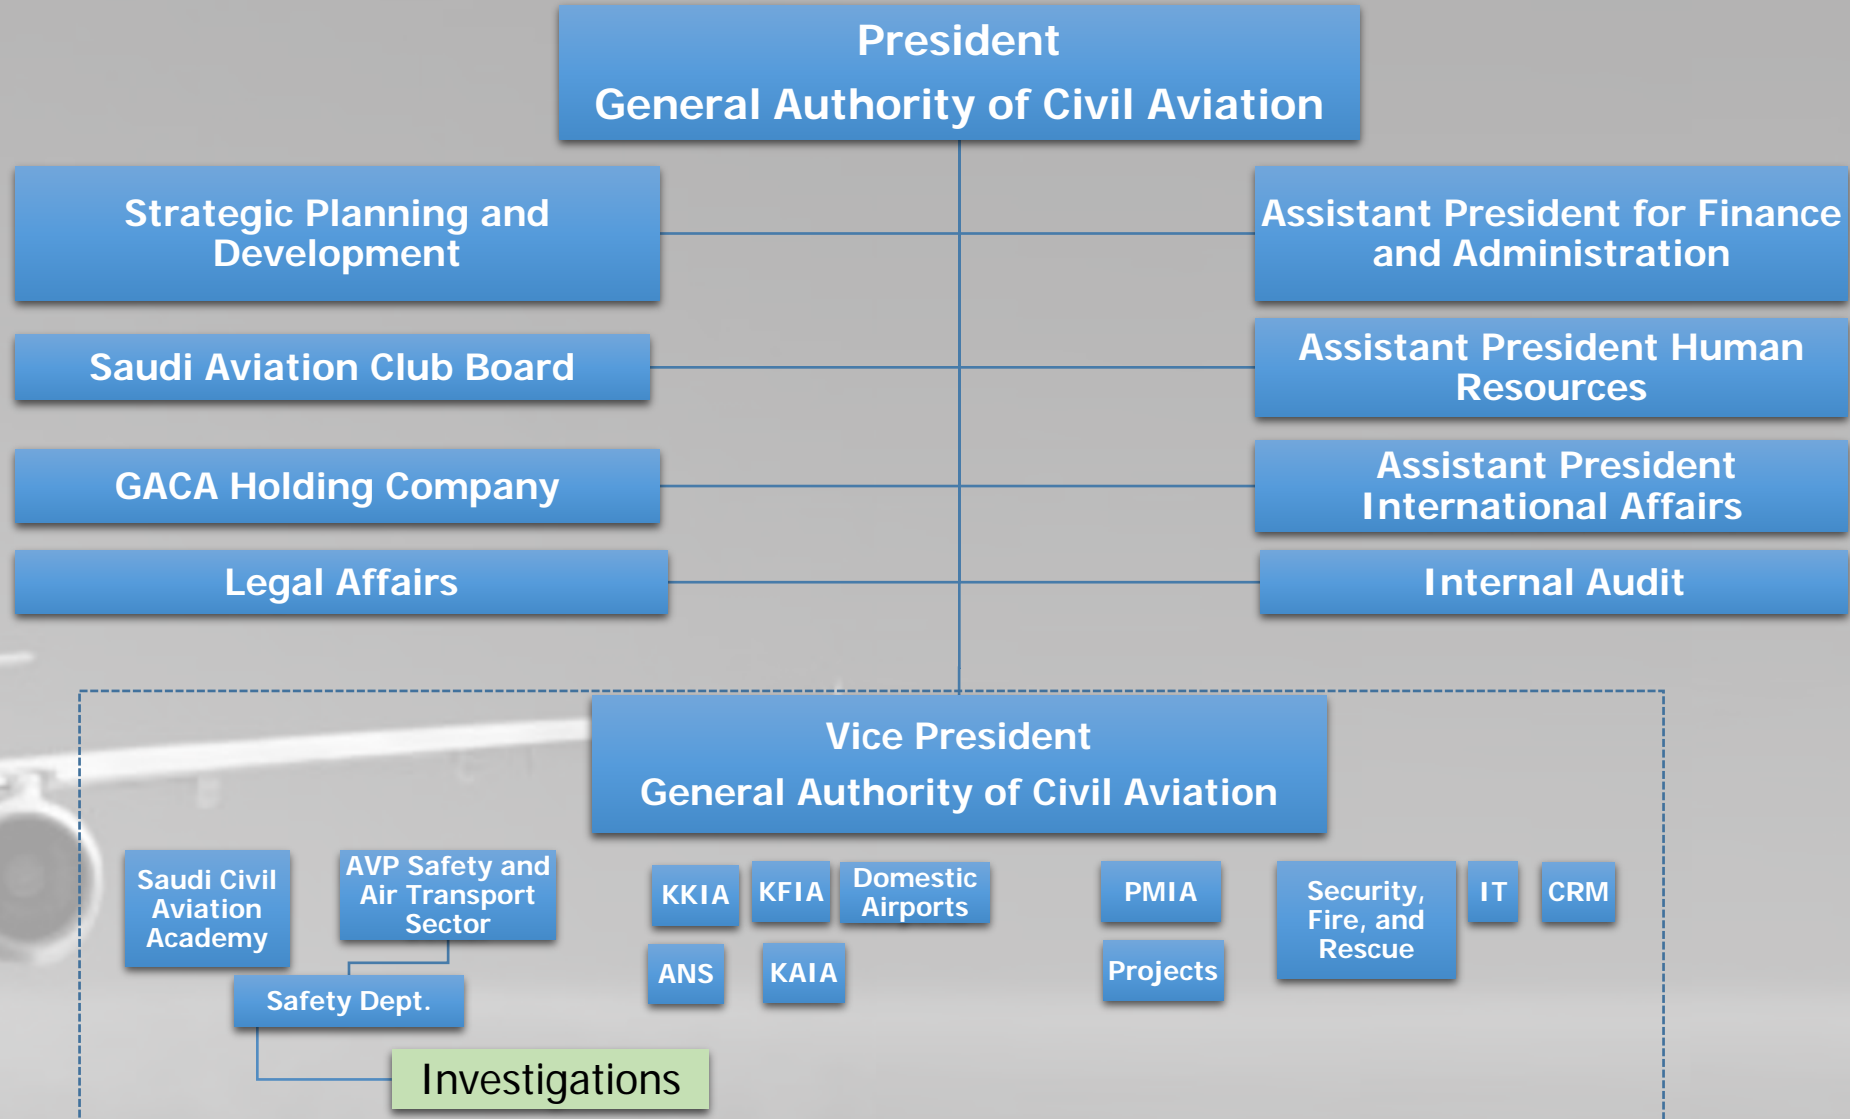 President
General Authority of Civil Aviation
Strategic Planning and
Development
Assistant President for Finance
and Administration
Saudi Aviation Club Board
Assistant President Human
Resources
GACA Holding Company
Assistant President
International Affairs
Legal Affairs
Internal Audit
Vice President
General Authority of Civil Aviation
Saudi Civil
Aviation
Academy
AVP Safety and
Air Transport
Sector
KKIA
KFIA
Domestic
Airports
PMIA
Security,
Fire, and
Rescue
IT
CRM
ANS
KAIA
Projects
Safety Dept.
Investigations